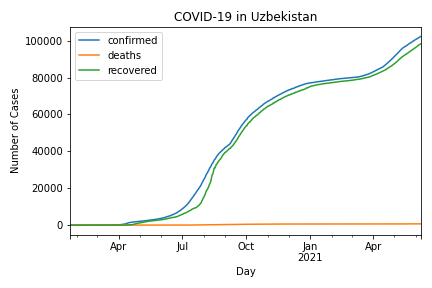 COVID-19 in Uzbekistan
confirmed
deaths
recovered
Number of Cases
100000
80000
60000
40000
20000
0
Apr
Jul
Oct
Jan
2021
Apr
Day